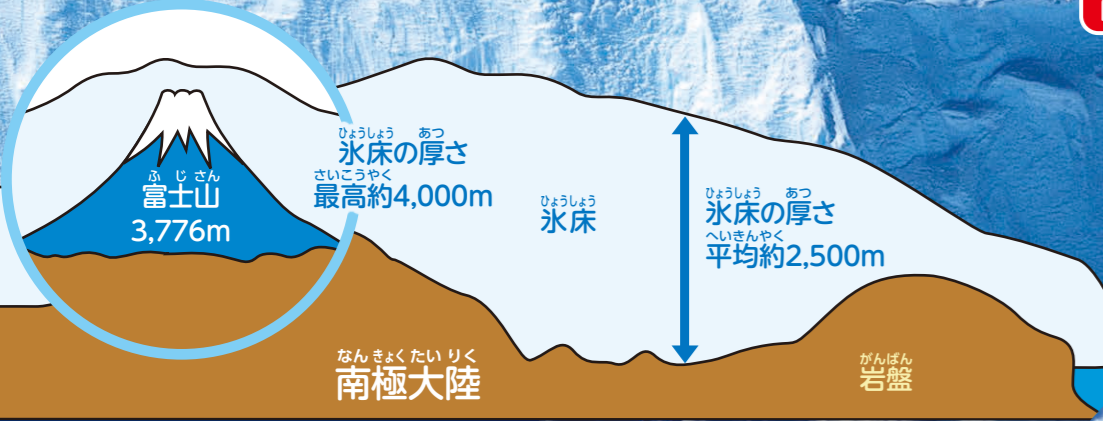 ひょうしょう あつ
氷床の厚さ
さいこうやく
最高約4,000m
ふ じ さん
富士山
3,776m
ひょうしょう
氷床
ひょうしょう あつ
氷床の厚さ
へいきんやく
平均約2,500m
なん きょく たい りく
南極大陸
がんばん
岩盤